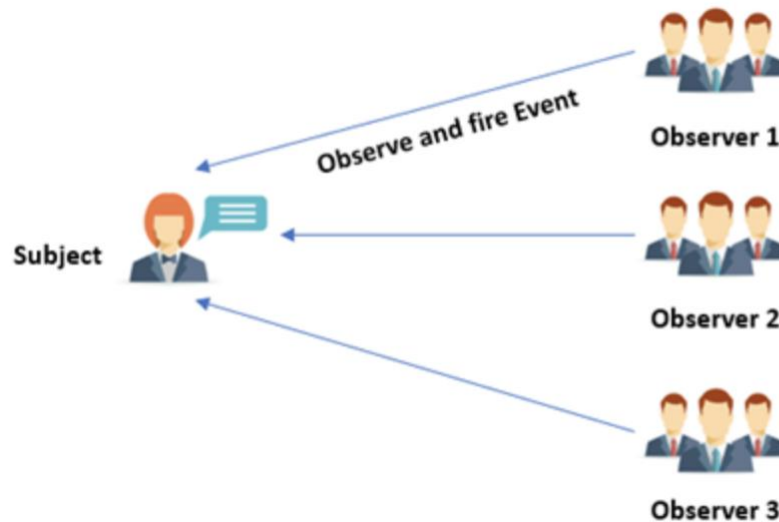 Observer 1
Observe and fire Event
Subject
Observer 2
Observer 3